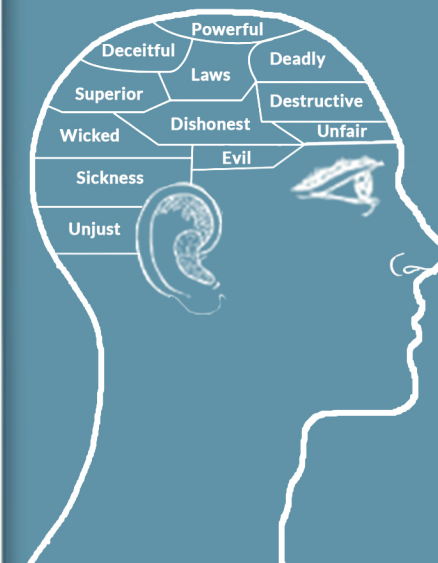 Powerful
Deceitful
Laws
Deadly
Superior
Destructive
Wicked
Dishonest
Unfair
Evil
Sickness
Unjust